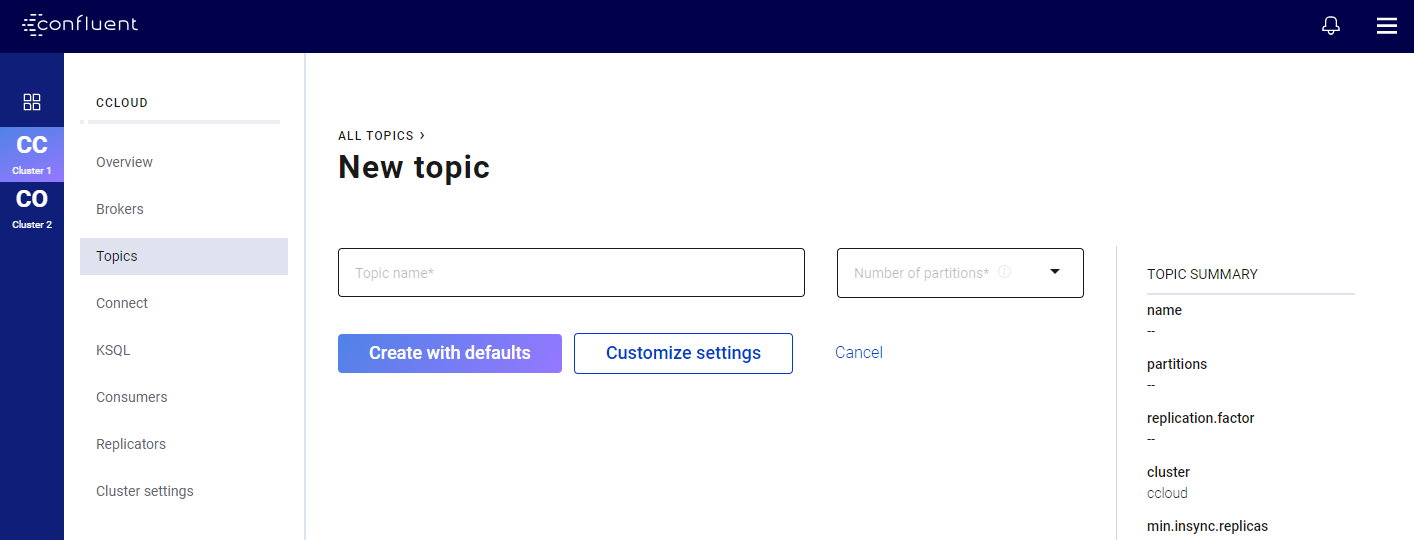 confluent
CC
Cluster 1
CO
Cluster 2
CCLOUD
Overview
Brokers
Topics
Connect
KSQL
Consumers
Replicators
Cluster settings
ALL TOPICS ›
New topic
Topic name*
Number of partitions*
Create with defaults
Customize settings
Cancel
TOPIC SUMMARY
name
--
partitions
--
replication.factor
--
cluster
ccloud
min.insync.replicas